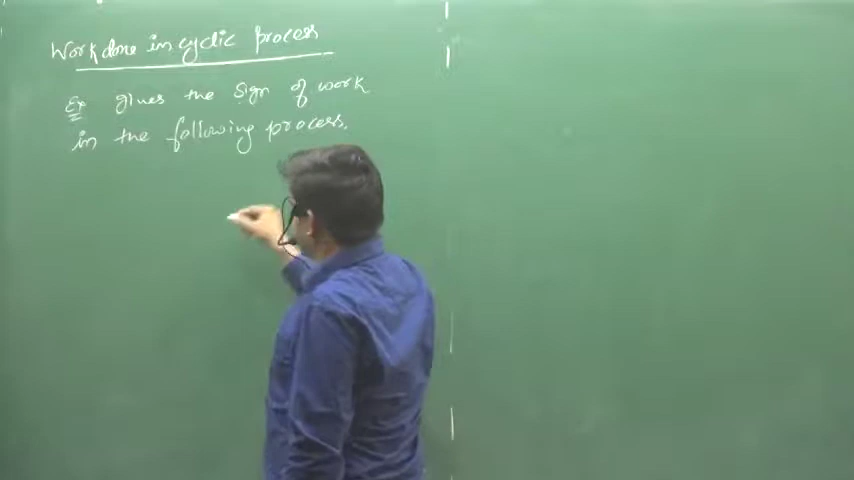 Work done in cyclic process
Ex gives the sign of work
in the following process.